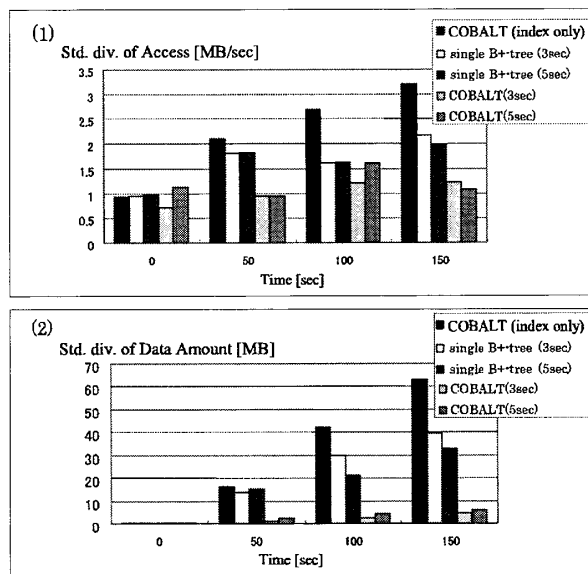 (1)
Std. div. of Access [MB/sec]
COBALT (index only)
single B+-tree (3sec)
single B+-tree (5sec)
COBALT(3sec)
COBALT(5sec)
3.5
3
2.5
2
1.5
1
0.5
0
0 50 100 150
Time [sec]
(2)
Std. div. of Data Amount [MB]
COBALT (index only)
single B+-tree (3sec)
single B+-tree (5sec)
COBALT(3sec)
COBALT(5sec)
70
60
50
40
30
20
10
0
0 50 100 150
Time [sec]